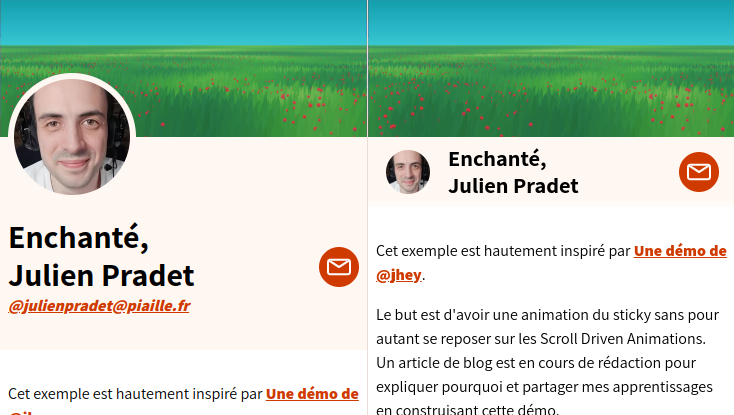 Enchanté,
Julien Pradet
@julienpradet@piaille.fr
Cet exemple est hautement inspiré par Une démo de
Enchanté,
Julien Pradet
Cet exemple est hautement inspiré par Une démo de
@jhey.
Le but est d'avoir une animation du sticky sans pour
autant se reposer sur les Scroll Driven Animations.
Un article de blog est en cours de rédaction pour
expliquer pourquoi et partager mes apprentissages
en construisant cette démo.